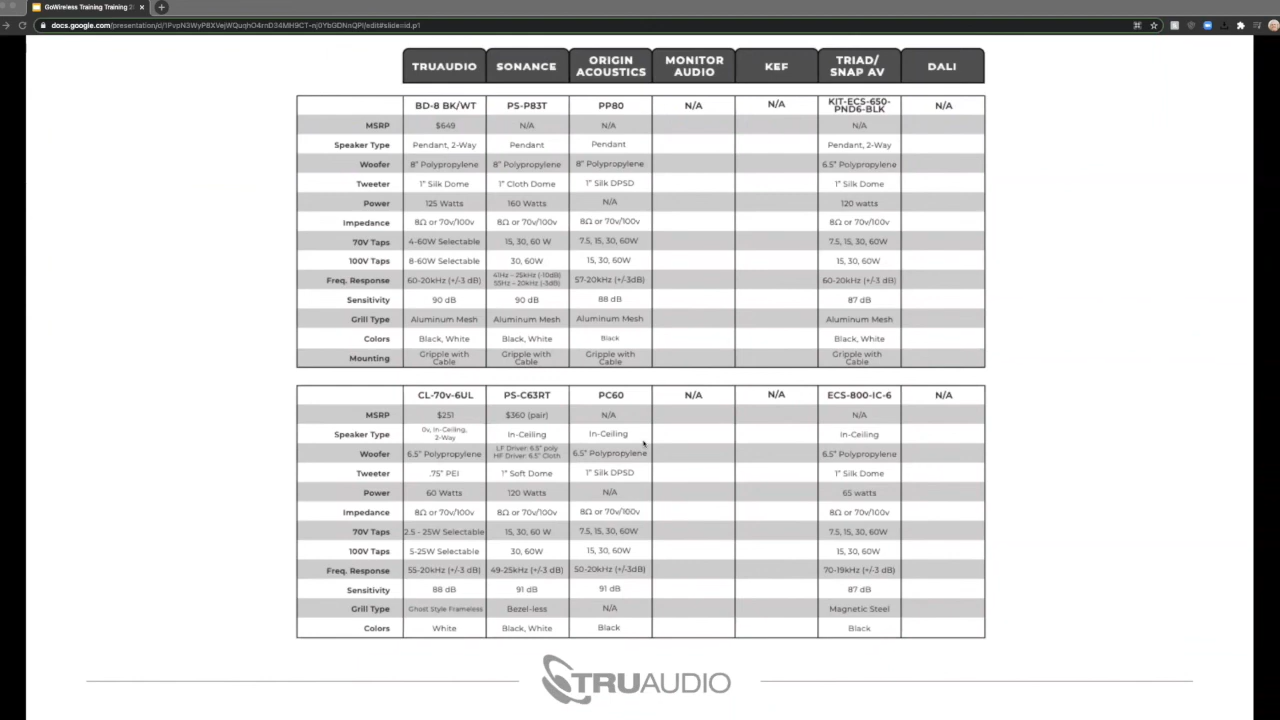 GoWireless Training Training 2
docs.google.com/presentation/d/
TRUAUDIO SONANCE ORIGIN ACOUSTICS MONITOR AUDIO KEF TRIAD/ SNAP AV DALI
BD-8 BK/WT PS-P83T PP80 N/A N/A KIT-ECS-650-PND6-BLK N/A
MSRP $649 N/A N/A N/A
Speaker Type Pendant, 2-Way Pendant Pendant Pendant, 2-Way
Woofer 8" Polypropylene 8" Polypropylene 8" Polypropylene 6.5" Polypropylene
Tweeter 1" Silk Dome 1" Cloth Dome 1" Silk DPSD 1" Silk Dome
Power 125 Watts 160 Watts N/A 120 watts
Impedance 8Ω or 70v/100v 8Ω or 70v/100v 8Ω or 70v/100v 8Ω or 70v/100v
70V Taps 4-60W Selectable 15, 30, 60 W 7.5, 15, 30, 60W 7.5, 15, 30, 60W
100V Taps 8-60W Selectable 30, 60W 15, 30, 60W 15, 30, 60W
Freq. Response 60-20kHz (+/-3 dB) 41Hz – 25kHz (-10dB) 55Hz – 20kHz (-3dB) 57-20kHz (+/-3dB) 60-20kHz (+/-3 dB)
Sensitivity 90 dB 90 dB 88 dB 87 dB
Grill Type Aluminum Mesh Aluminum Mesh Aluminum Mesh Aluminum Mesh
Colors Black, White Black, White Black Black, White
Mounting Gripple with Cable Gripple with Cable Gripple with Cable Gripple with Cable
CL-70v-6UL PS-C63RT PC60 N/A N/A ECS-800-IC-6 N/A
MSRP $251 $360 (pair) N/A N/A
Speaker Type 0v, In-Ceiling, 2-Way In-Ceiling In-Ceiling In-Ceiling
Woofer 6.5" Polypropylene LF Driver: 6.5" poly HF Driver: 6.5" Cloth 6.5" Polypropylene 6.5" Polypropylene
Tweeter .75" PEI 1" Soft Dome 1" Silk DPSD 1" Silk Dome
Power 60 Watts 120 Watts N/A 65 watts
Impedance 8Ω or 70v/100v 8Ω or 70v/100v 8Ω or 70v/100v 8Ω or 70v/100v
70V Taps 2.5 - 25W Selectable 15, 30, 60 W 7.5, 15, 30, 60W 7.5, 15, 30, 60W
100V Taps 5-25W Selectable 30, 60W 15, 30, 60W 15, 30, 60W
Freq. Response 55-20kHz (+/-3 dB) 49-25kHz (+/-3 dB) 50-20kHz (+/-3dB) 70-19kHz (+/-3 dB)
Sensitivity 88 dB 91 dB 91 dB 87 dB
Grill Type Ghost Style Frameless Bezel-less N/A Magnetic Steel
Colors White Black, White Black Black
TRUAUDIO